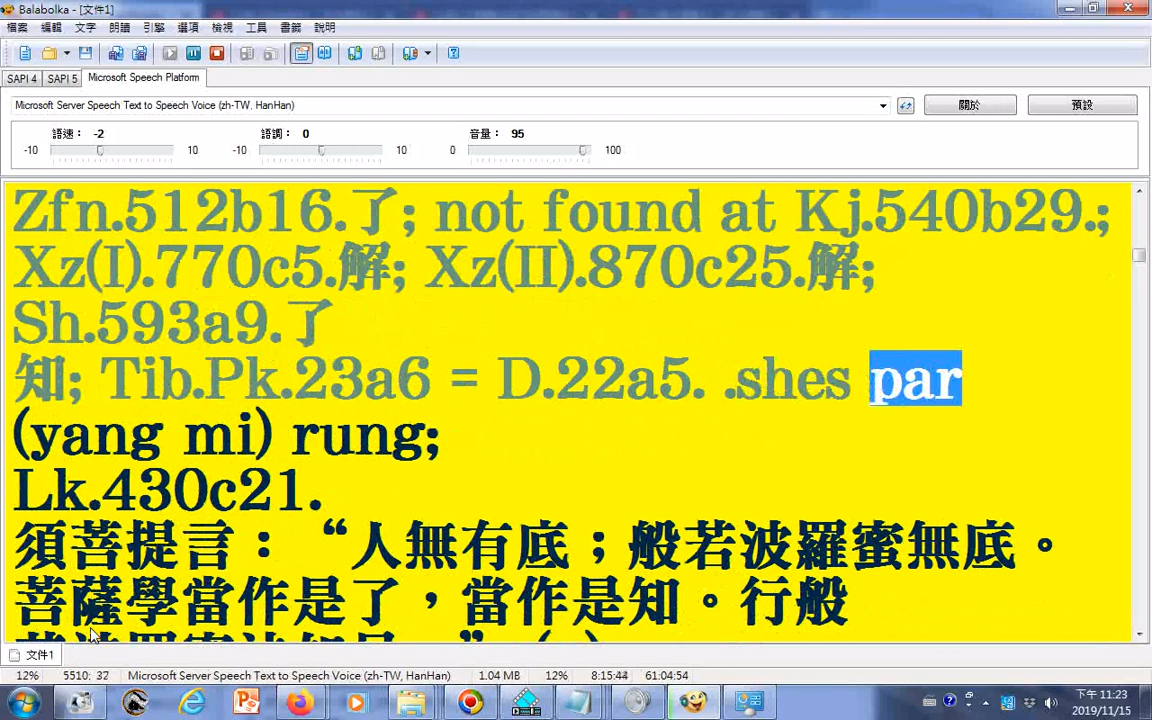 Balabolka - [文件1]
檔案 編輯 文字 朗讀 引擎 選項 檢視 工具 書籤 說明
SAPI 4 SAPI 5 Microsoft Speech Platform
Microsoft Server Speech Text to Speech Voice (zh-TW, HanHan)
關於 預設
語速： -2 語調： 0 音量： 95
-10 10 -10 10 0 100
Zfn.512b16.了; not found at Kj.540b29.;
Xz(I).770c5.解; Xz(II).870c25.解;
Sh.593a9.了
知; Tib.Pk.23a6 = D.22a5. .shes par
(yang mi) rung;
Lk.430c21.
須菩提言：“人無有底；般若波羅蜜無底。
菩薩學當作是了，當作是知。行般
文件1
12% 5510: 37 Microsoft Server Speech Text to Speech Voice (zh-TW, HanHan) 1.04 MB 12% 8:15:44 61:04:54
下午 11:23
2019/11/15